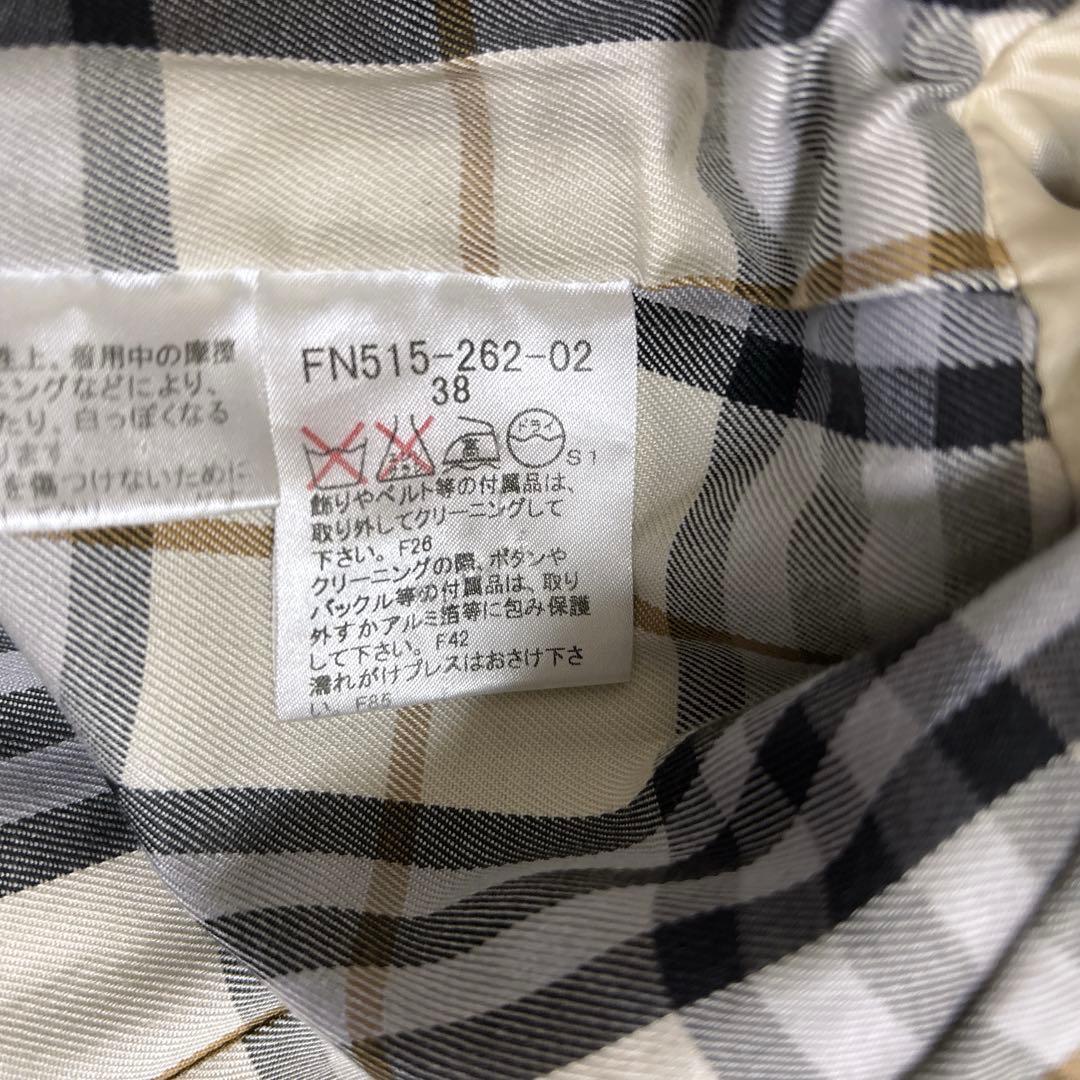 性上、着用中の摩擦
ニングなどにより、
たり、白っぽくなる
ります
を傷つけないために
FN515-262-02
38
高
ドライ
S1
飾りやベルト等の付属品は、
取り外してクリーニングして
下さい。F26
クリーニングの際、ボタンや
バックル等の付属品は、取り
外すかアルミ箔等に包み保護
して下さい。F42
濡れがけプレスはおさけ下さ
い。F85